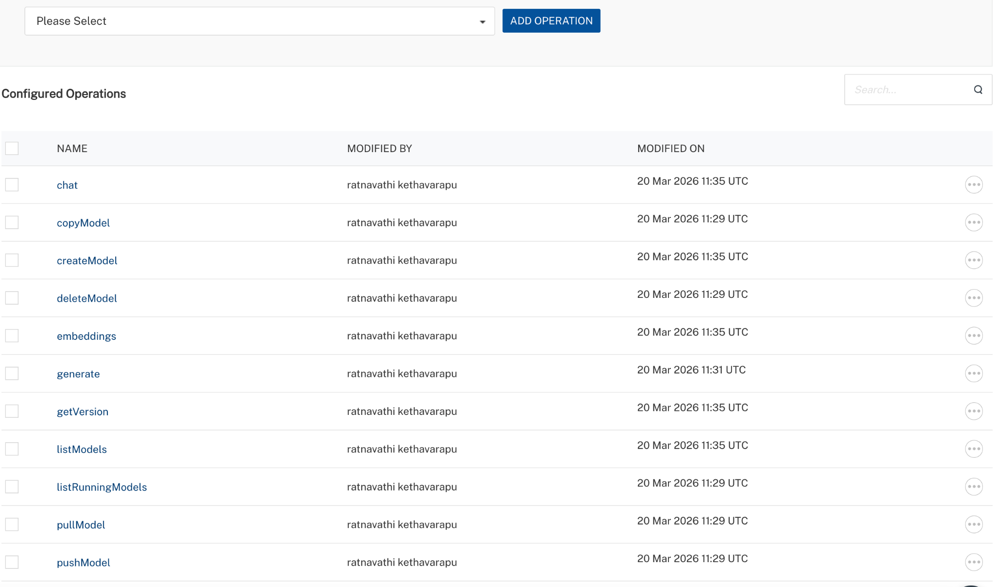 Please Select
ADD OPERATION
Configured Operations
Search...
NAME MODIFIED BY MODIFIED ON
chat ratnavathi kethavarapu 20 Mar 2026 11:35 UTC
copyModel ratnavathi kethavarapu 20 Mar 2026 11:29 UTC
createModel ratnavathi kethavarapu 20 Mar 2026 11:35 UTC
deleteModel ratnavathi kethavarapu 20 Mar 2026 11:29 UTC
embeddings ratnavathi kethavarapu 20 Mar 2026 11:35 UTC
generate ratnavathi kethavarapu 20 Mar 2026 11:31 UTC
getVersion ratnavathi kethavarapu 20 Mar 2026 11:35 UTC
listModels ratnavathi kethavarapu 20 Mar 2026 11:35 UTC
listRunningModels ratnavathi kethavarapu 20 Mar 2026 11:29 UTC
pullModel ratnavathi kethavarapu 20 Mar 2026 11:29 UTC
pushModel ratnavathi kethavarapu 20 Mar 2026 11:29 UTC